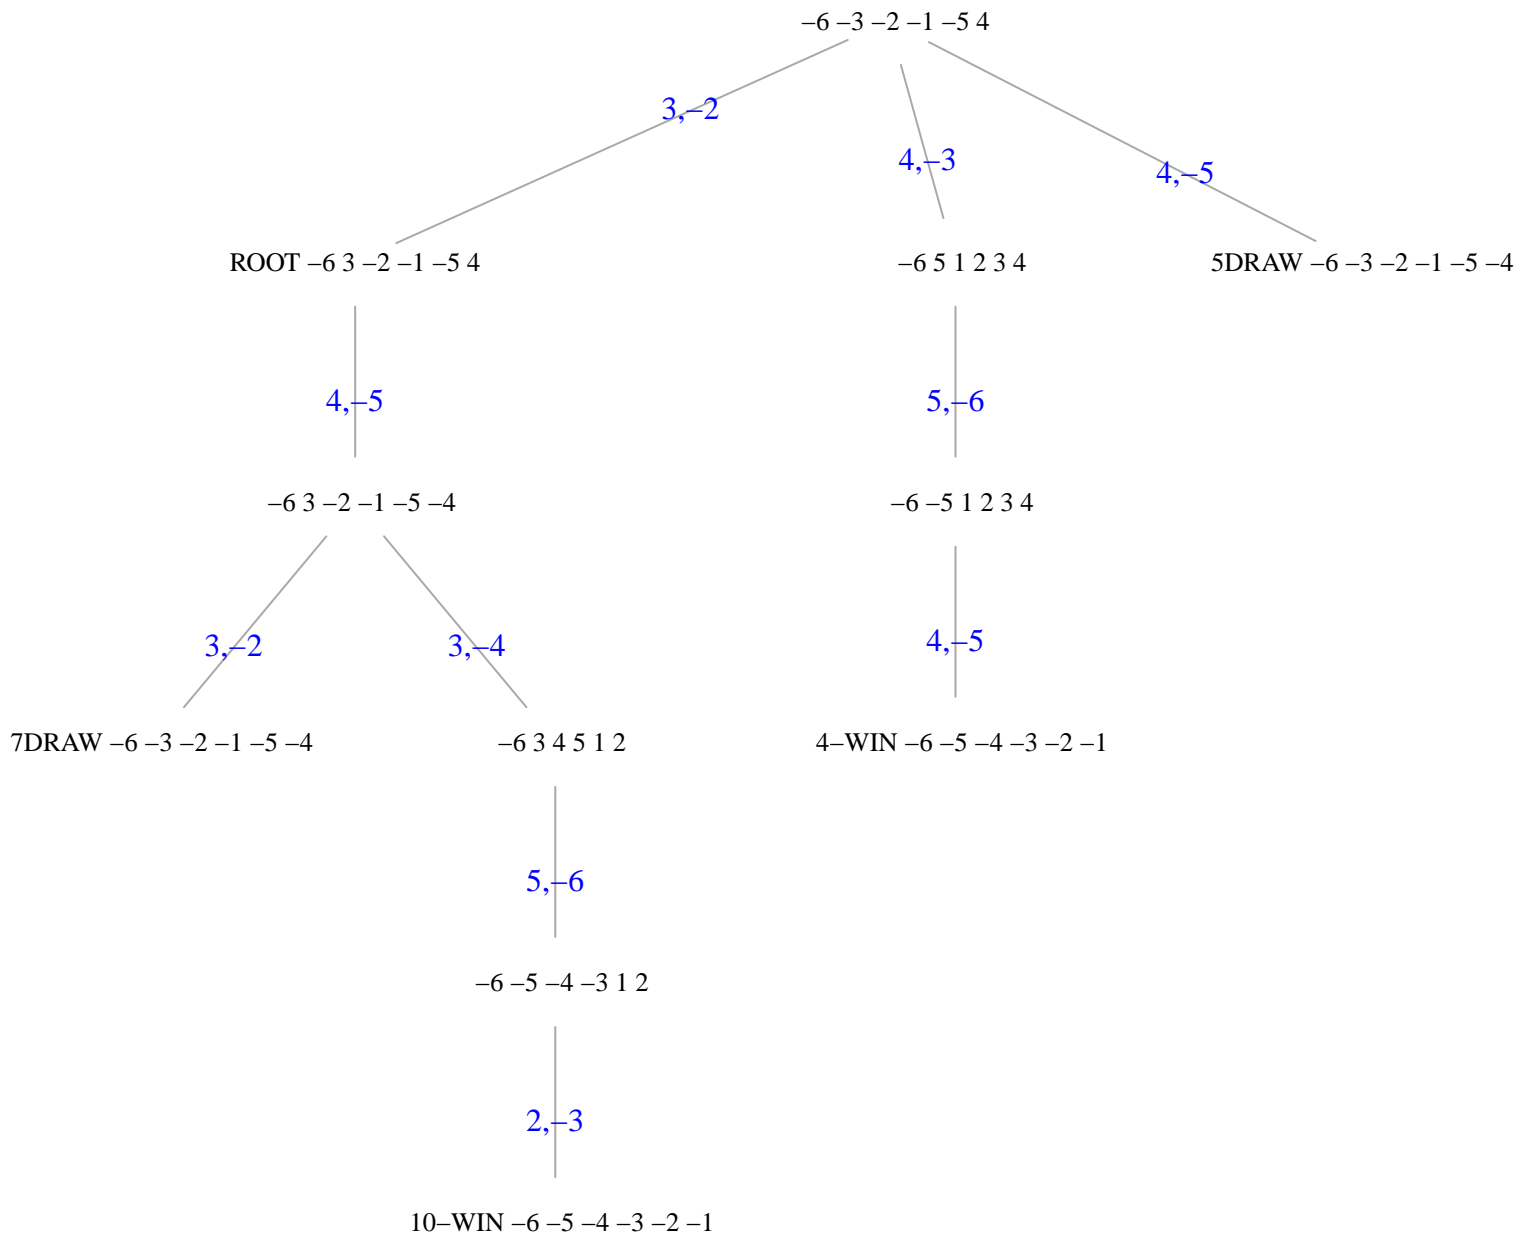 –6 –3 –2 –1 –5 4
3,–2
4,–3
4,–5
ROOT –6 3 –2 –1 –5 4
–6 5 1 2 3 4
5DRAW –6 –3 –2 –1 –5 –4
4,–5
5,–6
–6 3 –2 –1 –5 –4
–6 –5 1 2 3 4
3,–2
3,–4
4,–5
7DRAW –6 –3 –2 –1 –5 –4
–6 3 4 5 1 2
4–WIN –6 –5 –4 –3 –2 –1
5,–6
–6 –5 –4 –3 1 2
2,–3
10–WIN –6 –5 –4 –3 –2 –1